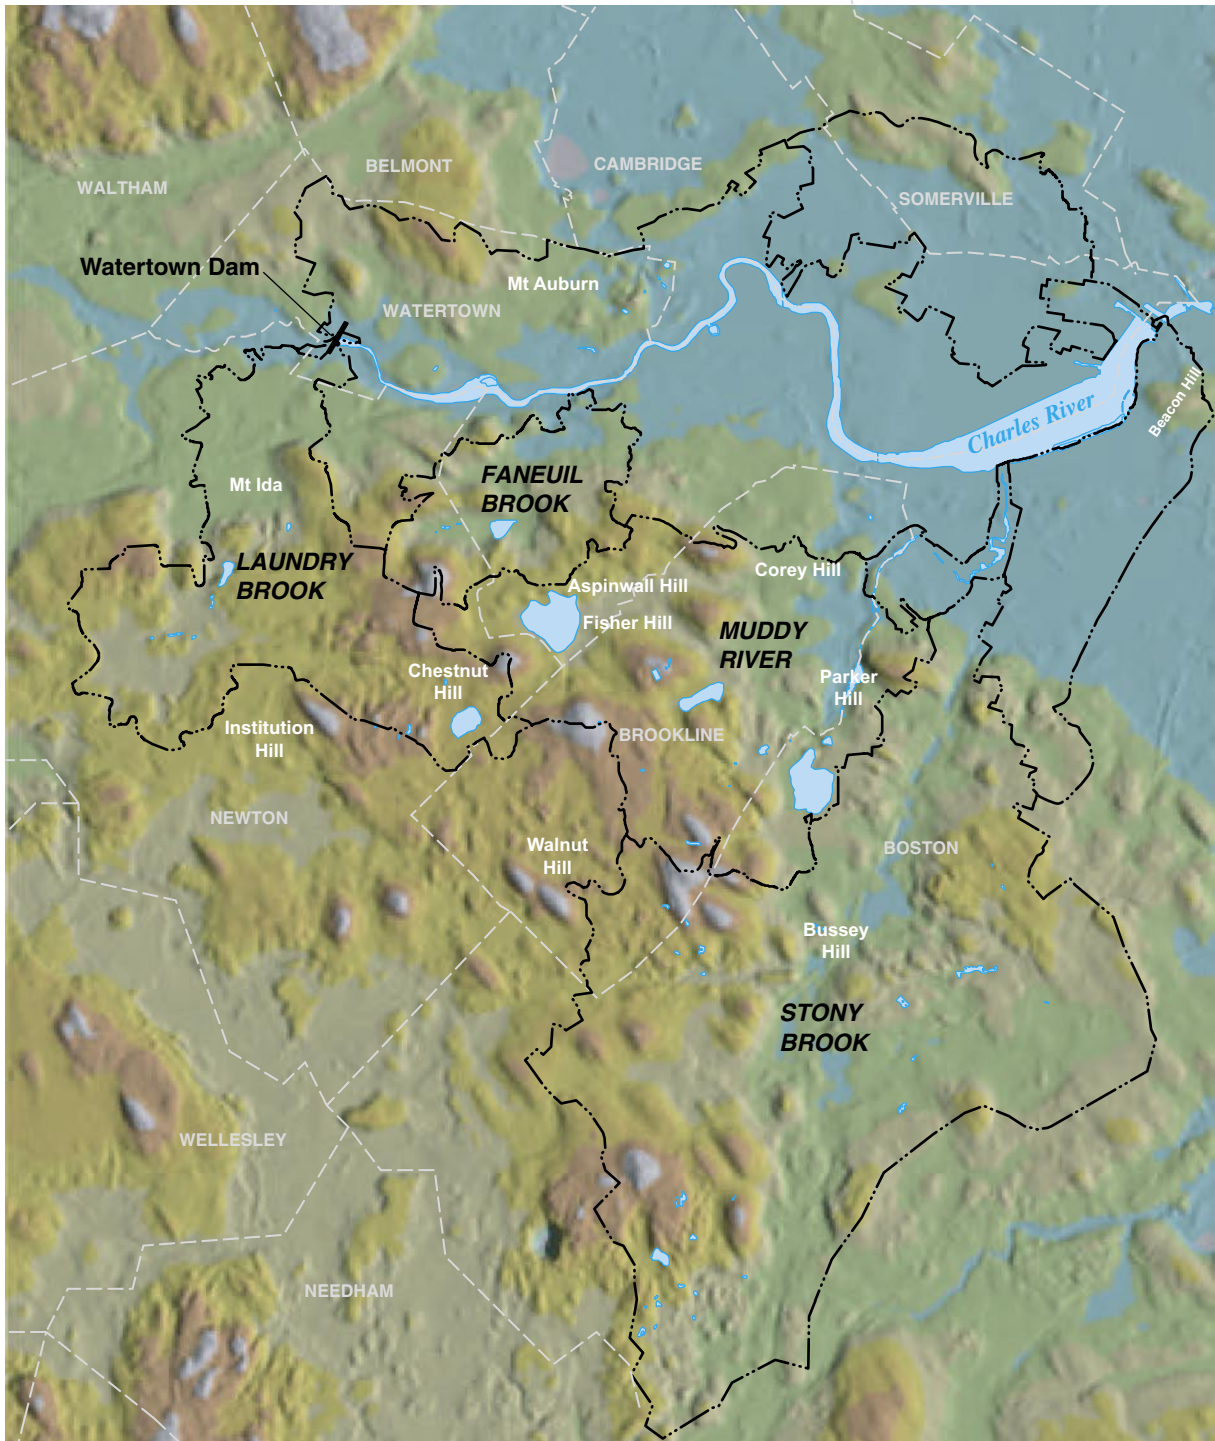 BELMONT
CAMBRIDGE
WALTHAM
SOMERVILLE
Watertown Dam
Mt Auburn
WATERTOWN
Charles River
Beacon Hill
FANEUIL
BROOK
Mt Ida
LAUNDRY
BROOK
Corey Hill
Aspinwall Hill
Fisher Hill
MUDDY
RIVER
Chestnut
Hill
Parker
Hill
Institution
Hill
BROOKLINE
NEWTON
Walnut
Hill
BOSTON
Bussey
Hill
STONY
BROOK
WELLESLEY
NEEDHAM